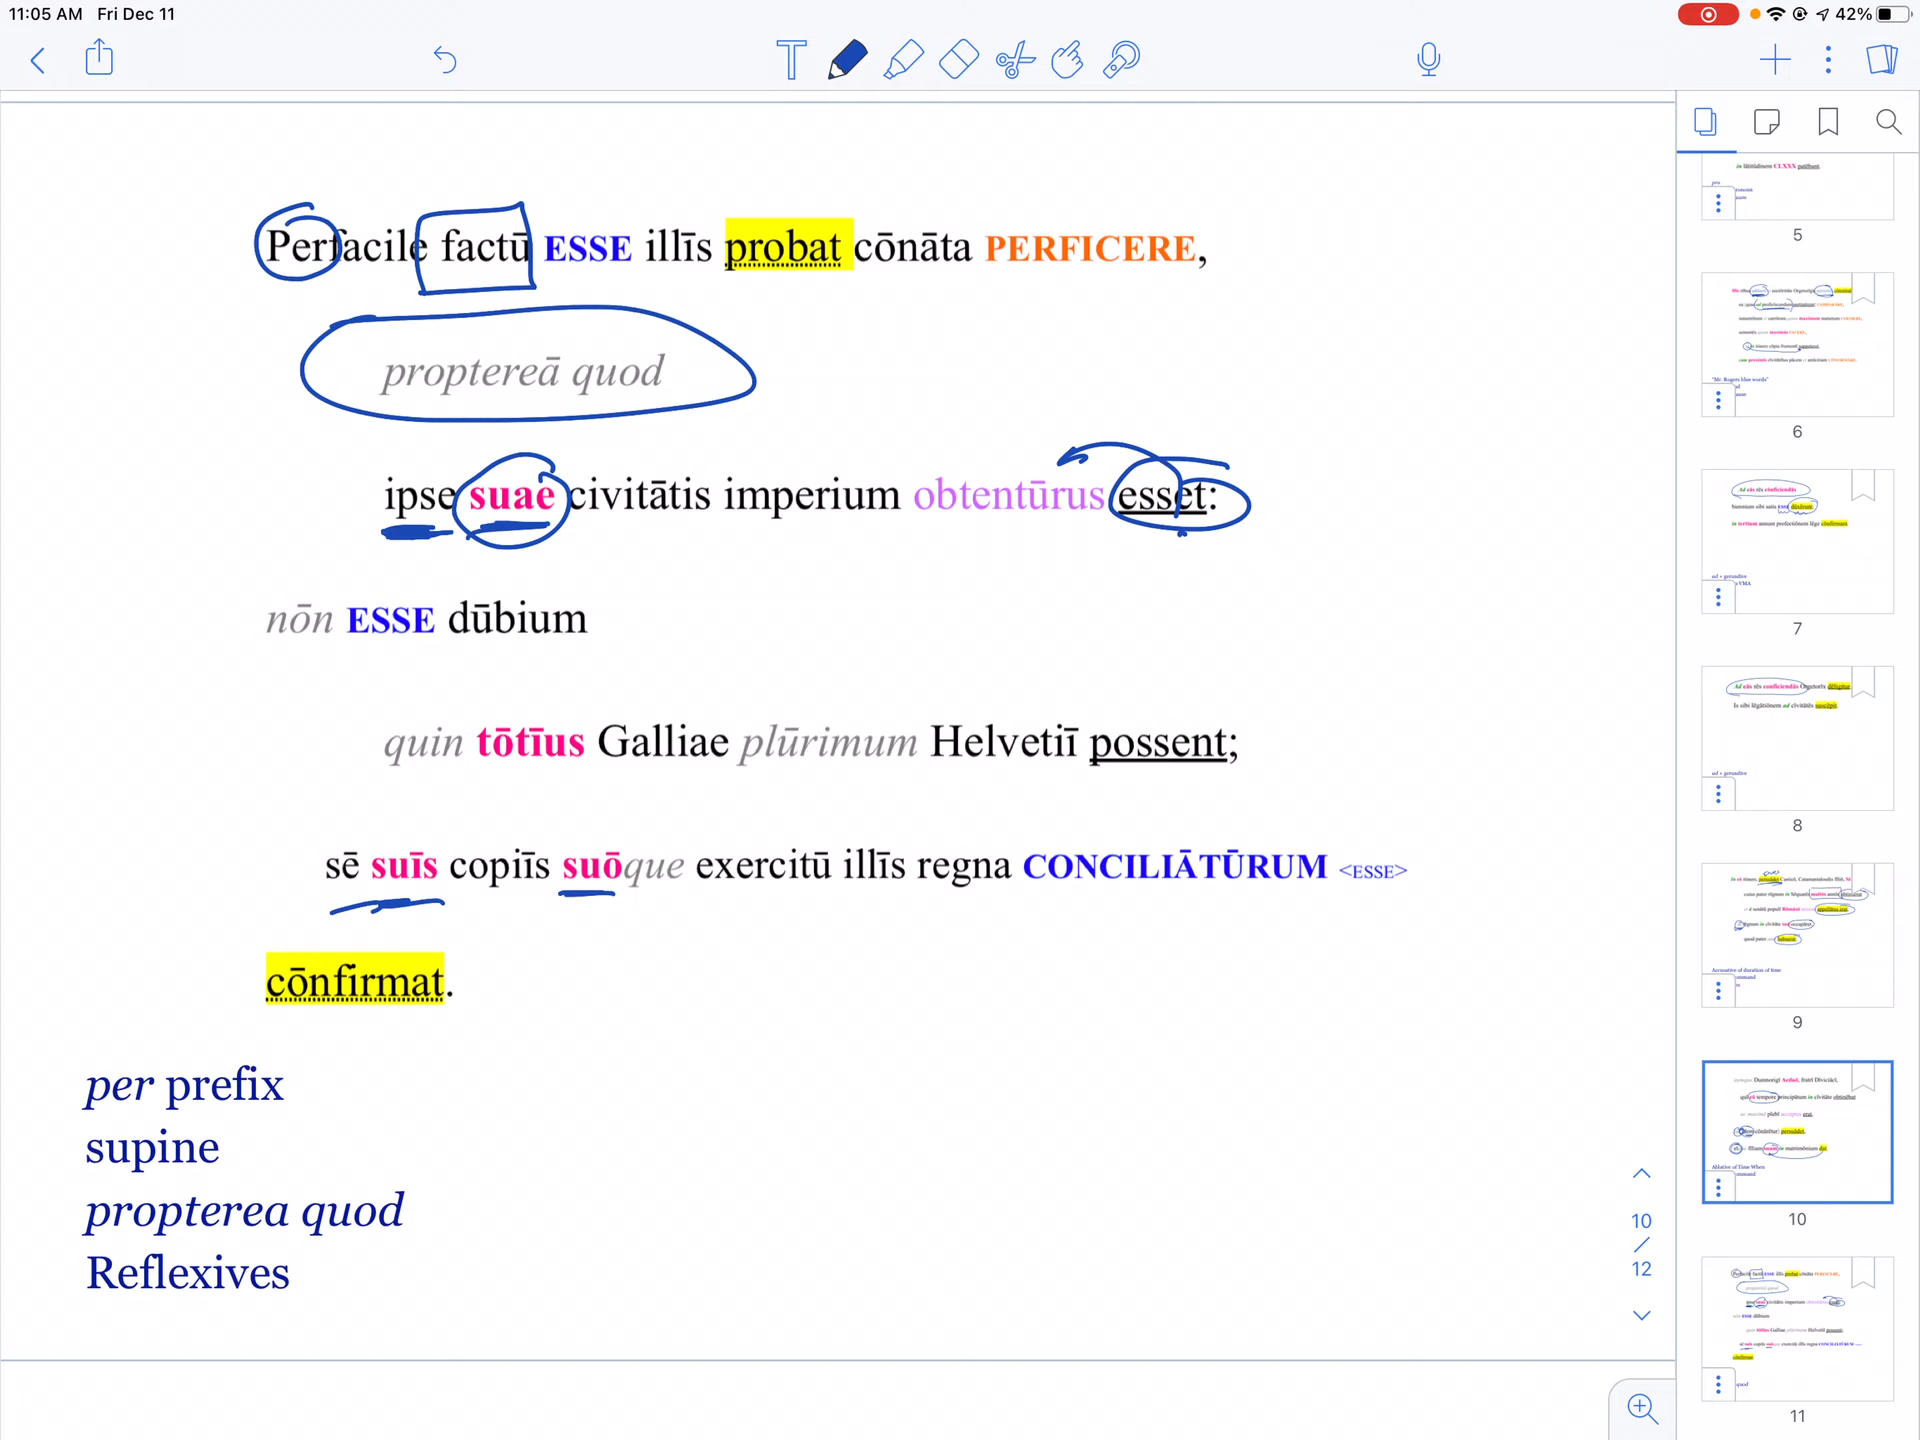 11:05 AM Fri Dec 11
42%
Perfacile factū ESSE illīs probat cōnāta PERFICERE,
proptereā quod
ipse suae civitātis imperium obtentūrus esset:
nōn ESSE dūbium
quin tōtīus Galliae plūrimum Helvetiī possent;
sē suīs copiīs suōque exercitū illīs regna CONCILIĀTŪRUM <ESSE>
cōnfirmat.
per prefix
supine
propterea quod
Reflexives
10
/
12
5
6
7
8
9
10
11